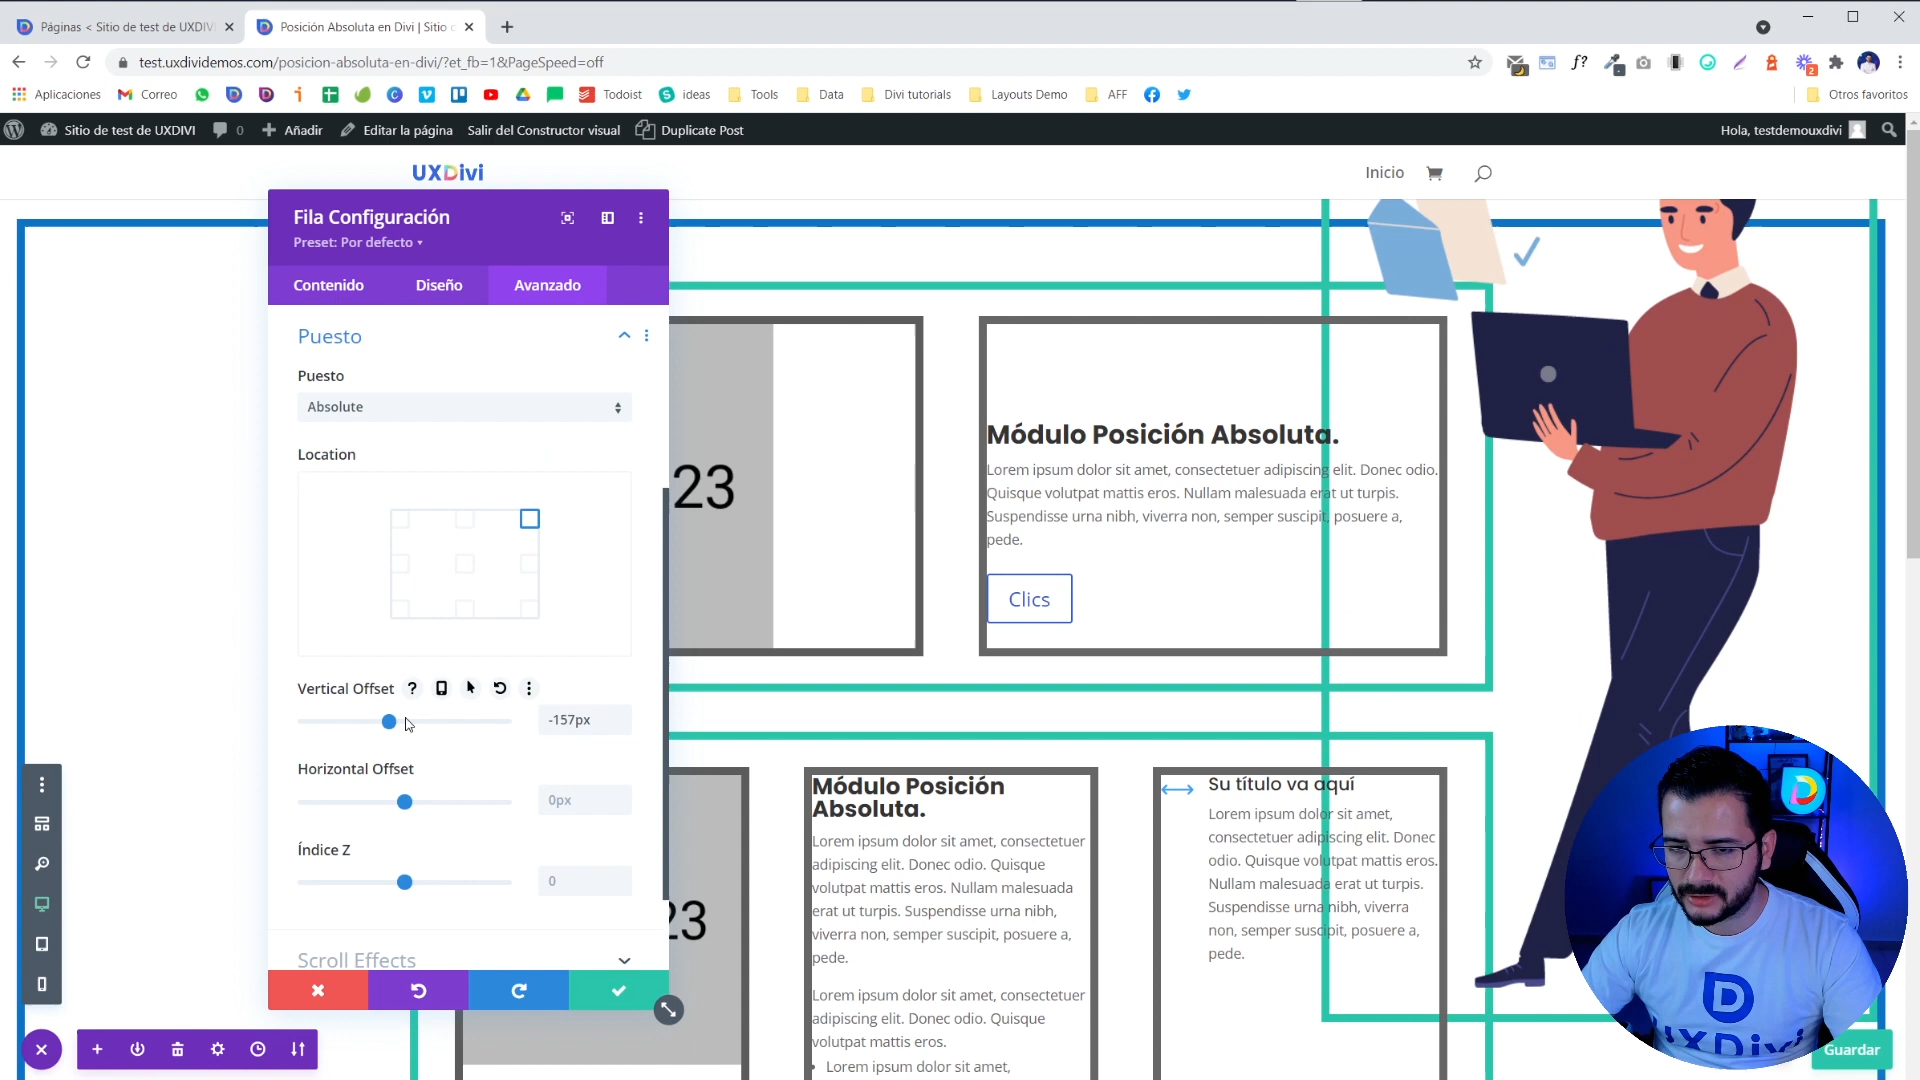 Páginas < Sitio de test de UXDIVI
Posición Absoluta en Divi | Sitio
test.uxdividemos.com/posicion-absoluta-en-divi/?et_fb=1&PageSpeed=off
Aplicaciones
Correo
Todoist
ideas
Tools
Data
Divi tutorials
Layouts Demo
AFF
Otros favoritos
Sitio de test de UXDIVI
0
Añadir
Editar la página
Salir del Constructor visual
Duplicate Post
Hola, testdemouxdivi
UXDivi
Inicio
Fila Configuración
Preset: Por defecto
Contenido
Diseño
Avanzado
Puesto
Puesto
Absolute
Location
Vertical Offset
?
-157px
Horizontal Offset
0px
Índice Z
0
Scroll Effects
23
Módulo Posición Absoluta.
Lorem ipsum dolor sit amet, consectetuer adipiscing elit. Donec odio.
Quisque volutpat mattis eros. Nullam malesuada erat ut turpis.
Suspendisse urna nibh, viverra non, semper suscipit, posuere a,
pede.
Clics
23
Módulo Posición
Absoluta.
Lorem ipsum dolor sit amet, consectetuer
adipiscing elit. Donec odio. Quisque
volutpat mattis eros. Nullam malesuada
erat ut turpis. Suspendisse urna nibh,
viverra non, semper suscipit, posuere a,
pede.
Lorem ipsum dolor sit amet, consectetuer
adipiscing elit. Donec odio. Quisque
volutpat mattis eros.
Lorem ipsum dolor sit amet,
Su título va aquí
Lorem ipsum dolor sit amet,
consectetuer adipiscing elit. Donec
odio. Quisque volutpat mattis eros.
Nullam malesuada erat ut turpis.
Suspendisse urna nibh, viverra
non, semper suscipit, posuere a,
pede.
UXDivi
Guardar